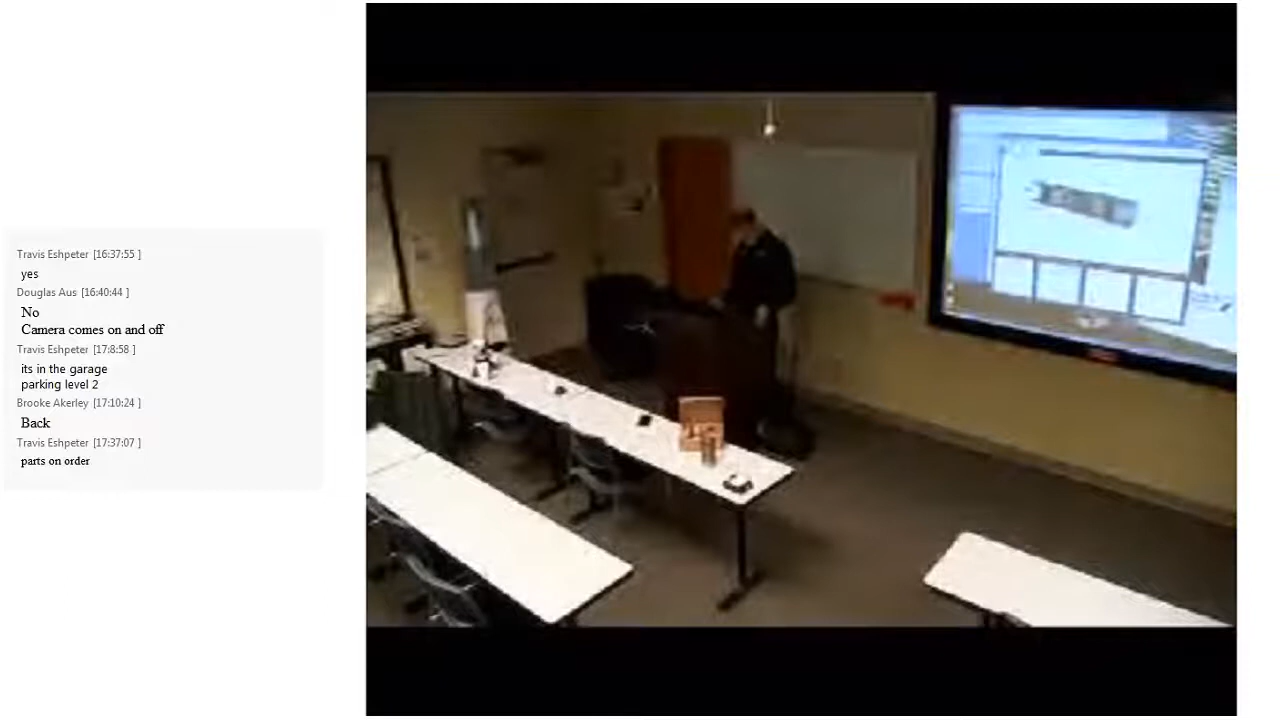 Travis Eshpeter [16:37:55 ]
yes
Douglas Aus [16:40:44 ]
No
Camera comes on and off
Travis Eshpeter [17:8:58 ]
its in the garage
parking level 2
Brooke Akerley [17:10:24 ]
Back
Travis Eshpeter [17:37:07 ]
parts on order